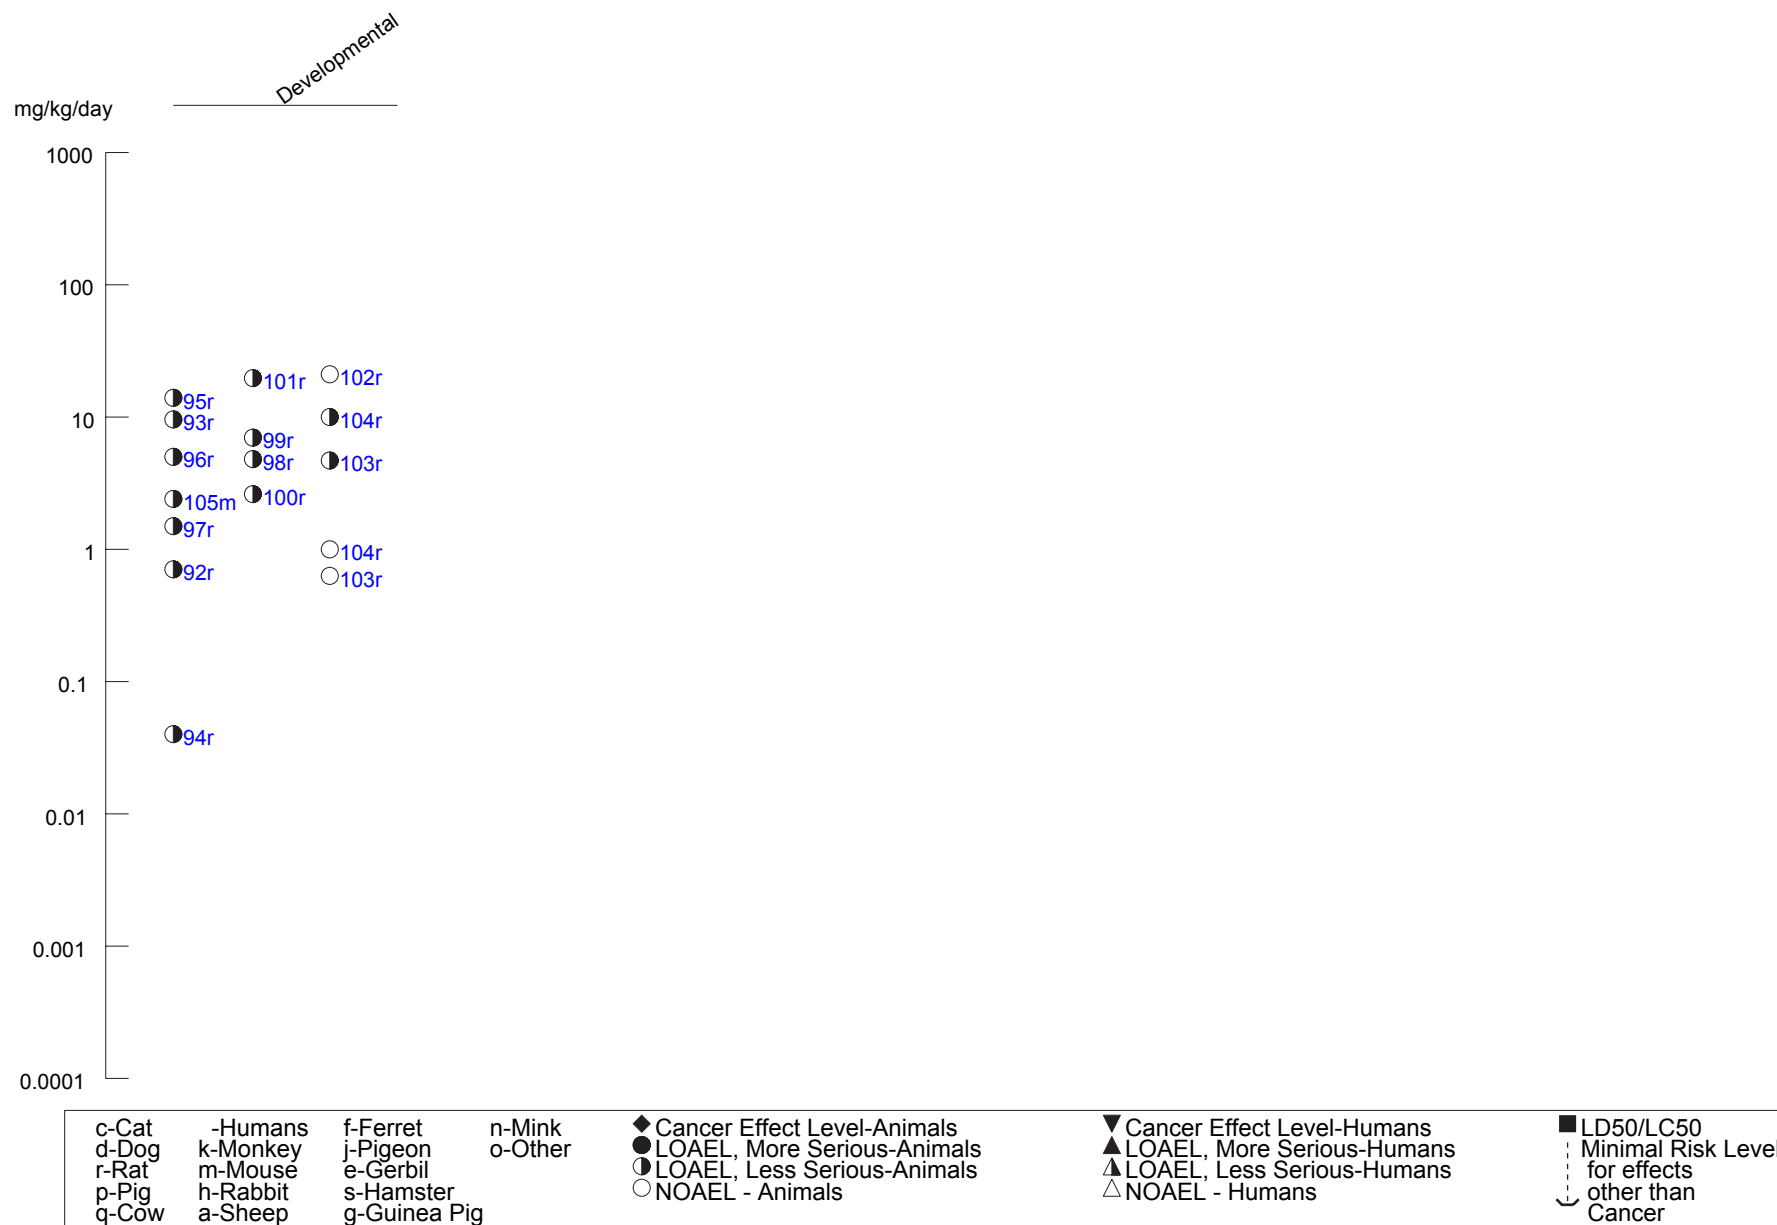 Developmental
mg/kg/day
1000
100
10
1
0.1
0.01
0.001
0.0001
101r
102r
95r
93r
104r
99r
96r
98r
103r
105m
100r
97r
104r
92r
103r
94r
c-Cat -Humans f-Ferret n-Mink ◆ Cancer Effect Level-Animals ▼ Cancer Effect Level-Humans ■ LD50/LC50
d-Dog k-Monkey j-Pigeon o-Other ● LOAEL, More Serious-Animals ▲ LOAEL, More Serious-Humans Minimal Risk Level
r-Rat m-Mouse e-Gerbil ◑ LOAEL, Less Serious-Animals ◮ LOAEL, Less Serious-Humans for effects
p-Pig h-Rabbit s-Hamster ○ NOAEL - Animals △ NOAEL - Humans other than
q-Cow a-Sheep g-Guinea Pig Cancer